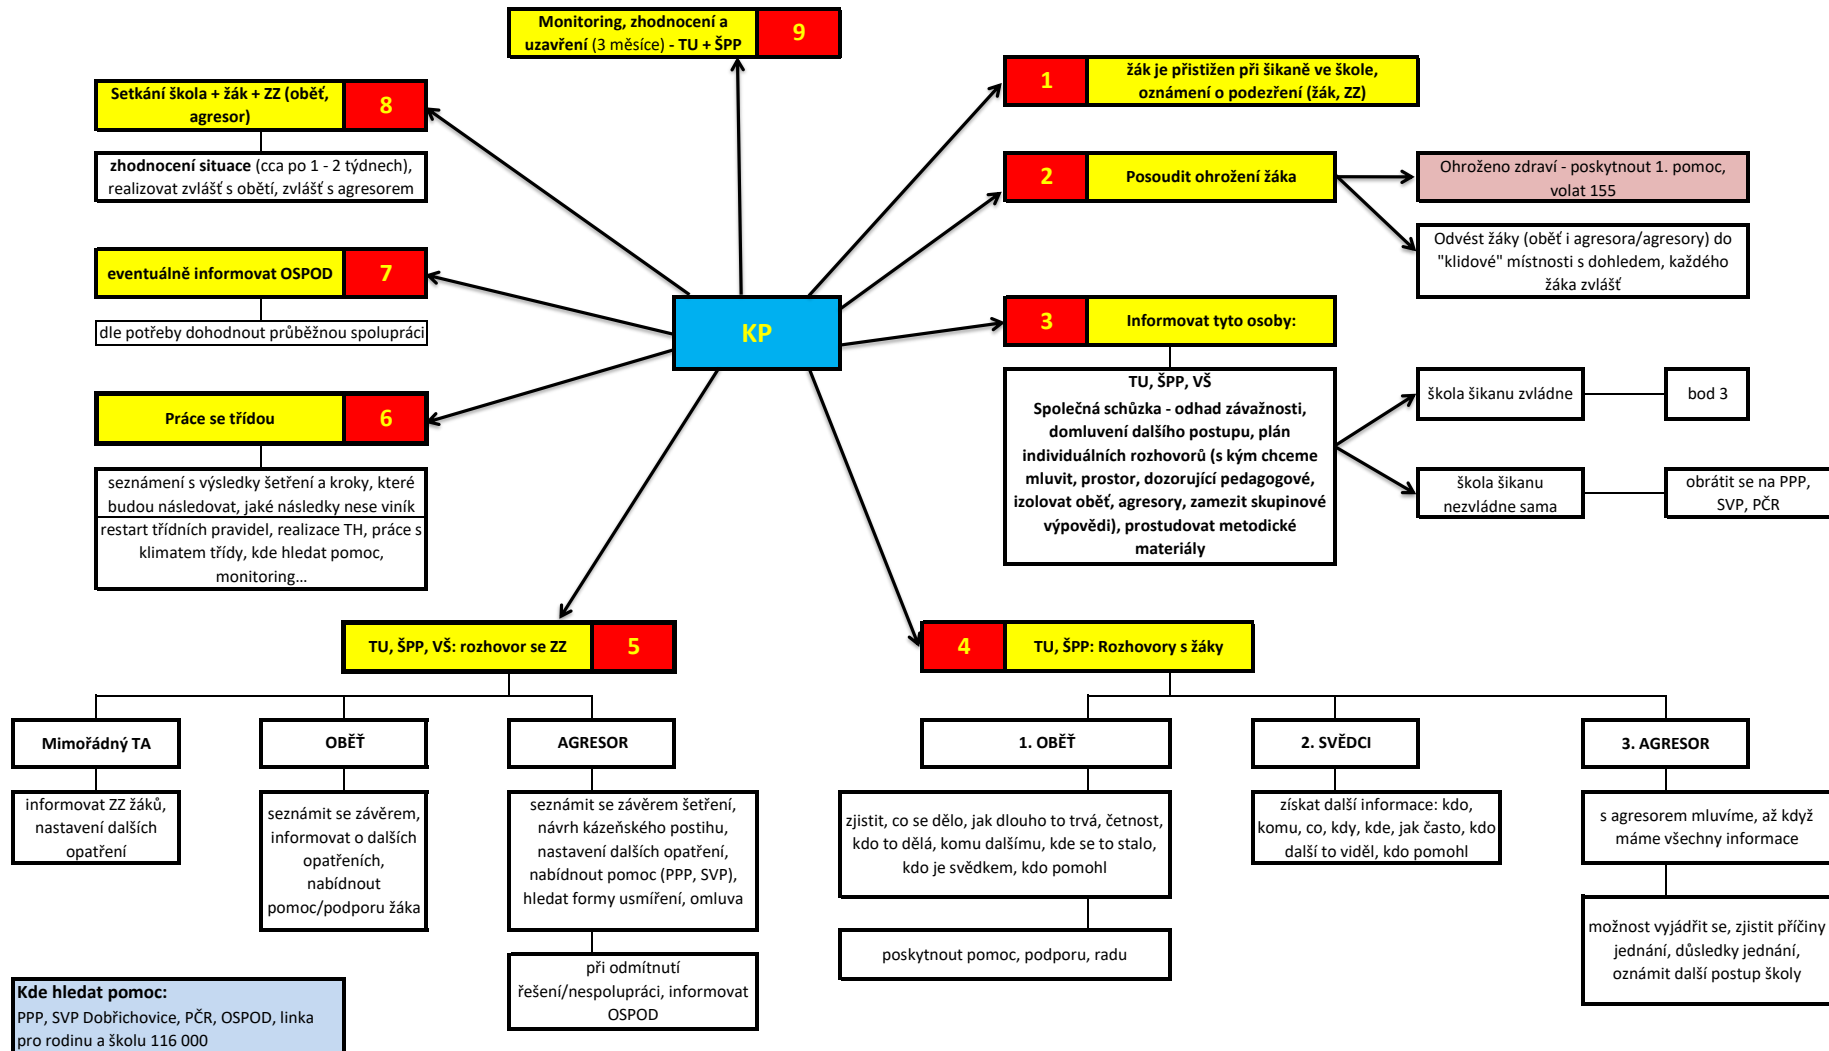 Monitoring, zhodnocení a
uzavření (3 měsíce) - TU + ŠPP
9
1
žák je přistižen při šikaně ve škole,
oznámení o podezření (žák, ZZ)
Setkání škola + žák + ZZ (oběť,
agresor)
8
zhodnocení situace (cca po 1 - 2 týdnech),
realizovat zvlášť s obětí, zvlášť s agresorem
2
Posoudit ohrožení žáka
Ohroženo zdraví - poskytnout 1. pomoc,
volat 155
Odvést žáky (oběť i agresora/agresory) do
"klidové" místnosti s dohledem, každého
žáka zvlášť
eventuálně informovat OSPOD
7
dle potřeby dohodnout průběžnou spolupráci
KP
3
Informovat tyto osoby:
TU, ŠPP, VŠ
Společná schůzka - odhad závažnosti,
domluvení dalšího postupu, plán
individuálních rozhovorů (s kým chceme
mluvit, prostor, dozorující pedagogové,
izolovat oběť, agresory, zamezit skupinové
výpovědi), prostudovat metodické
materiály
škola šikanu zvládne
bod 3
škola šikanu
nezvládne sama
obrátit se na PPP,
SVP, PČR
Práce se třídou
6
seznámení s výsledky šetření a kroky, které
budou následovat, jaké následky nese viník
restart třídních pravidel, realizace TH, práce s
klimatem třídy, kde hledat pomoc,
monitoring…
TU, ŠPP, VŠ: rozhovor se ZZ
5
4
TU, ŠPP: Rozhovory s žáky
Mimořádný TA
informovat ZZ žáků,
nastavení dalších
opatření
OBĚŤ
seznámit se závěrem,
informovat o dalších
opatřeních,
nabídnout
pomoc/podporu žáka
AGRESOR
seznámit se závěrem šetření,
návrh kázeňského postihu,
nastavení dalších opatření,
nabídnout pomoc (PPP, SVP),
hledat formy usmíření, omluva
při odmítnutí
řešení/nespolupráci, informovat
OSPOD
1. OBĚŤ
zjistit, co se dělo, jak dlouho to trvá, četnost,
kdo to dělá, komu dalšímu, kde se to stalo,
kdo je svědkem, kdo pomohl
poskytnout pomoc, podporu, radu
2. SVĚDCI
získat další informace: kdo,
komu, co, kdy, kde, jak často, kdo
další to viděl, kdo pomohl
3. AGRESOR
s agresorem mluvíme, až když
máme všechny informace
možnost vyjádřit se, zjistit příčiny
jednání, důsledky jednání,
oznámit další postup školy
Kde hledat pomoc:
PPP, SVP Dobřichovice, PČR, OSPOD, linka
pro rodinu a školu 116 000